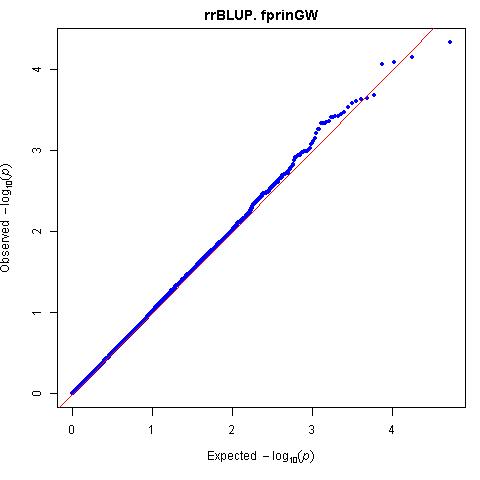 rrBLUP. fprinGW
Observed −log10(p)
4
3
2
1
0
0 1 2 3 4
Expected −log10(p)